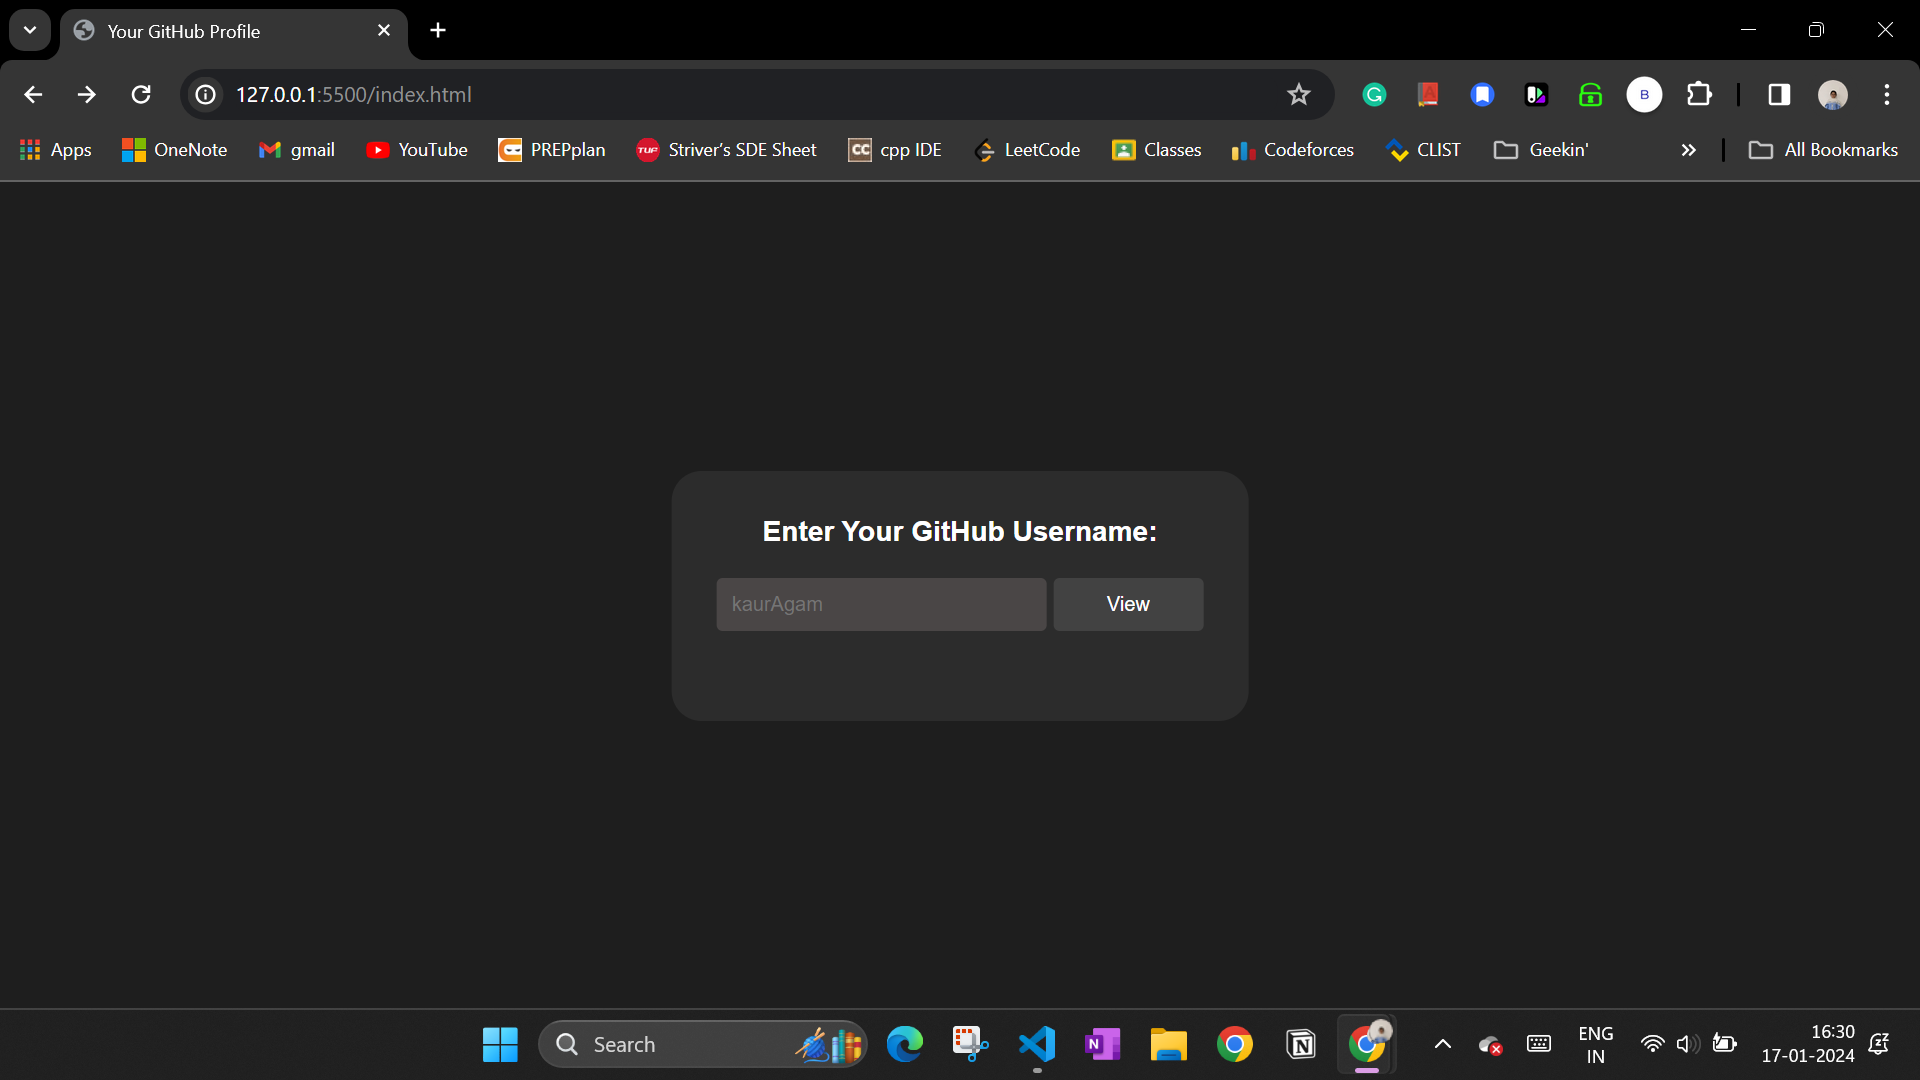 Your GitHub Profile
127.0.0.1:5500/index.html
B
Apps OneNote gmail YouTube TUF PREPplan Striver's SDE Sheet CC cpp IDE LeetCode Classes Codeforces CLIST Geekin' » All Bookmarks
Enter Your GitHub Username:
kaurAgam View
Search
ENG 16:30
IN 17-01-2024